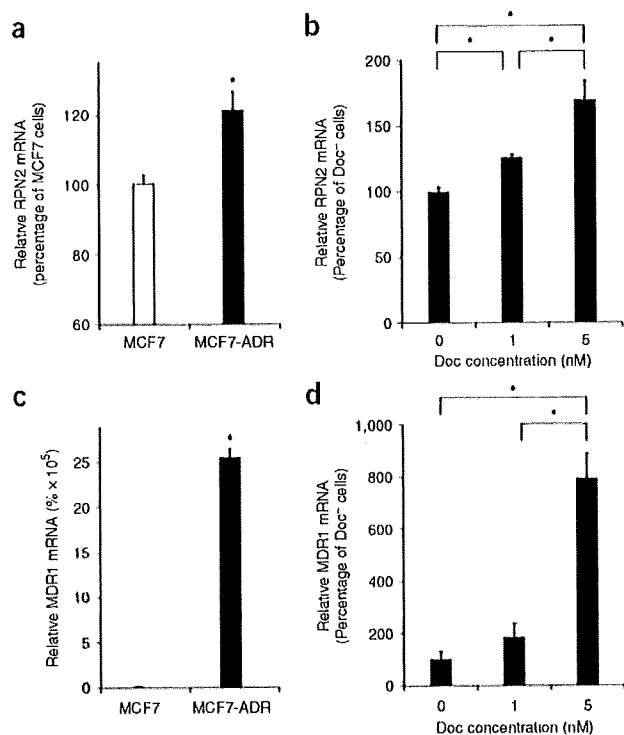 a
Relative RPN2 mRNA
(percentage of MCF7 cells)
120
100
80
60
*
MCF7
MCF7-ADR
b
Relative RPN2 mRNA
(Percentage of Doc⁻ cells)
200
150
100
50
0
*
*
*
0
1
5
Doc concentration (nM)
c
Relative MDR1 mRNA (% × 10⁵)
25
20
15
10
5
0
*
MCF7
MCF7-ADR
d
Relative MDR1 mRNA
(Percentage of Doc⁻ cells)
1,000
800
600
400
200
0
*
*
0
1
5
Doc concentration (nM)